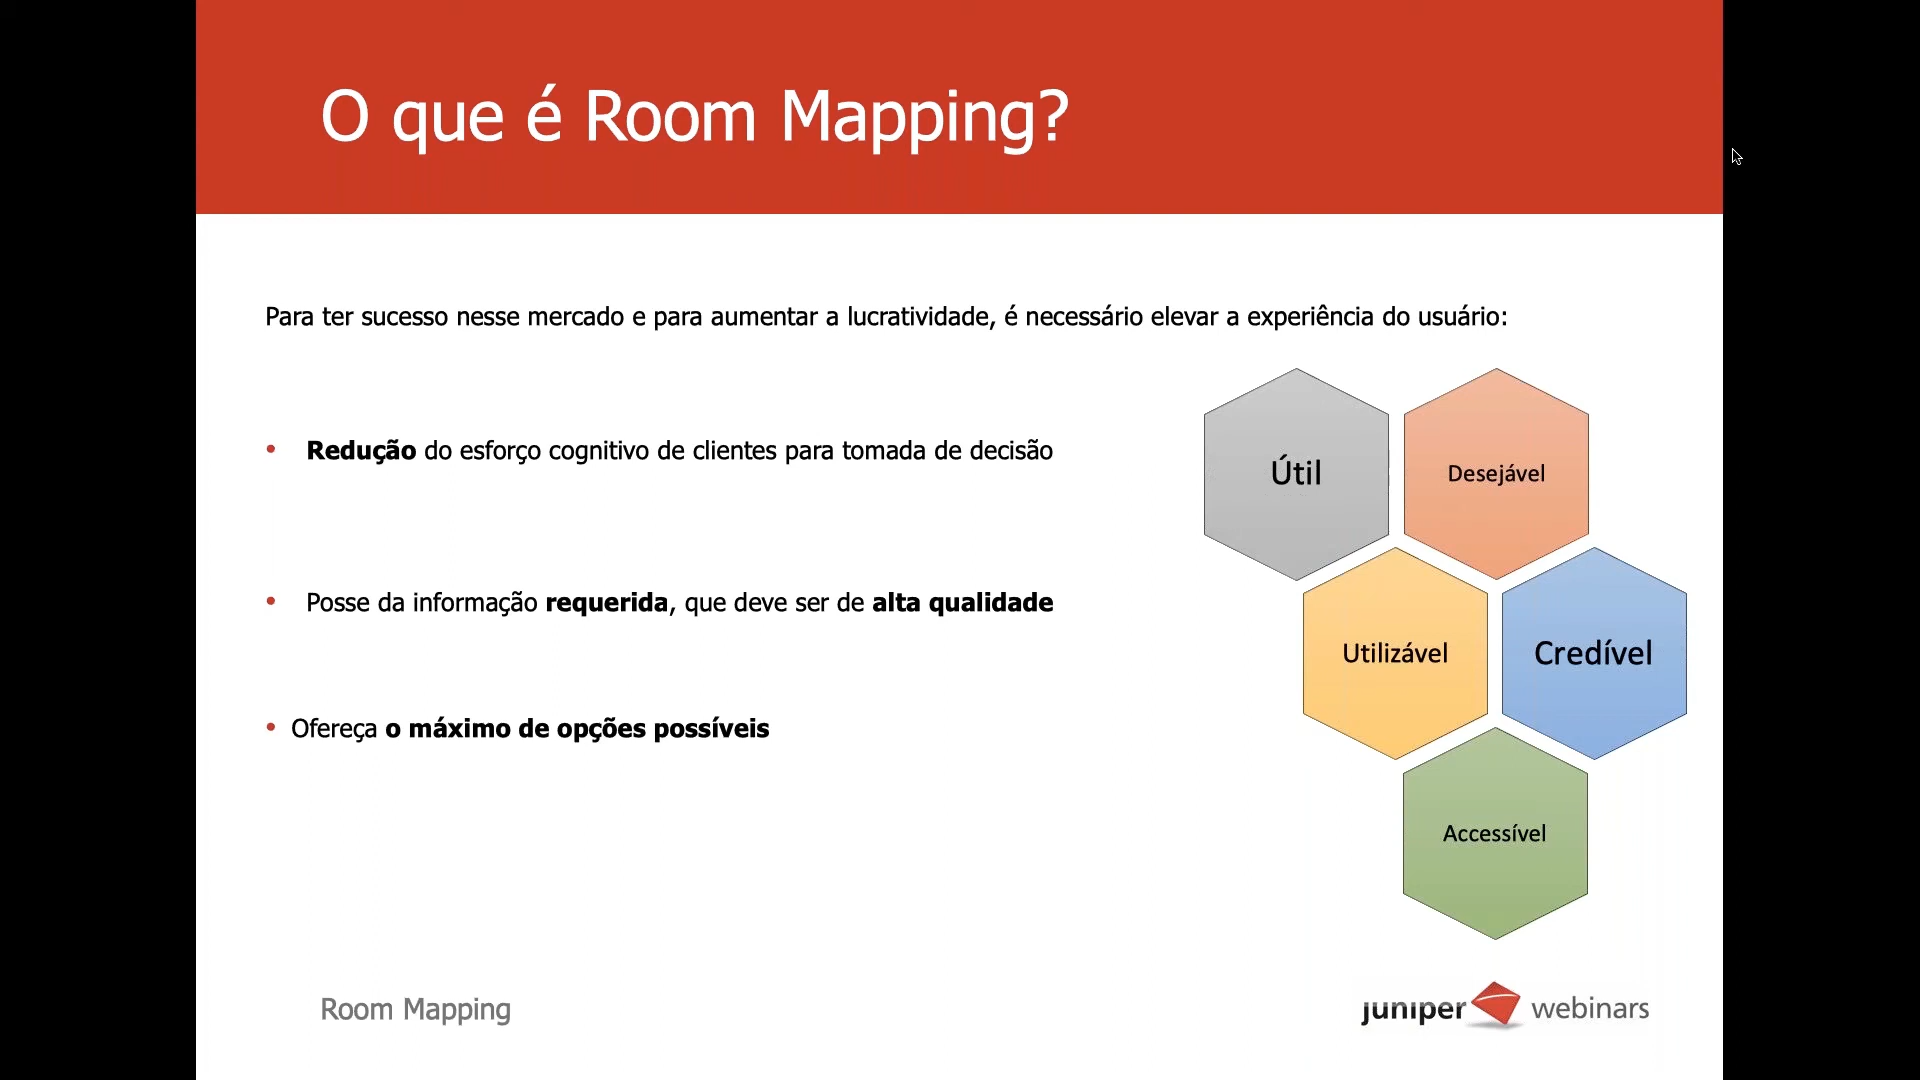 O que é Room Mapping?
Para ter sucesso nesse mercado e para aumentar a lucratividade, é necessário elevar a experiência do usuário:
• Redução do esforço cognitivo de clientes para tomada de decisão
• Posse da informação requerida, que deve ser de alta qualidade
• Ofereça o máximo de opções possíveis
Útil
Desejável
Utilizável
Credível
Accessível
Room Mapping
juniper webinars